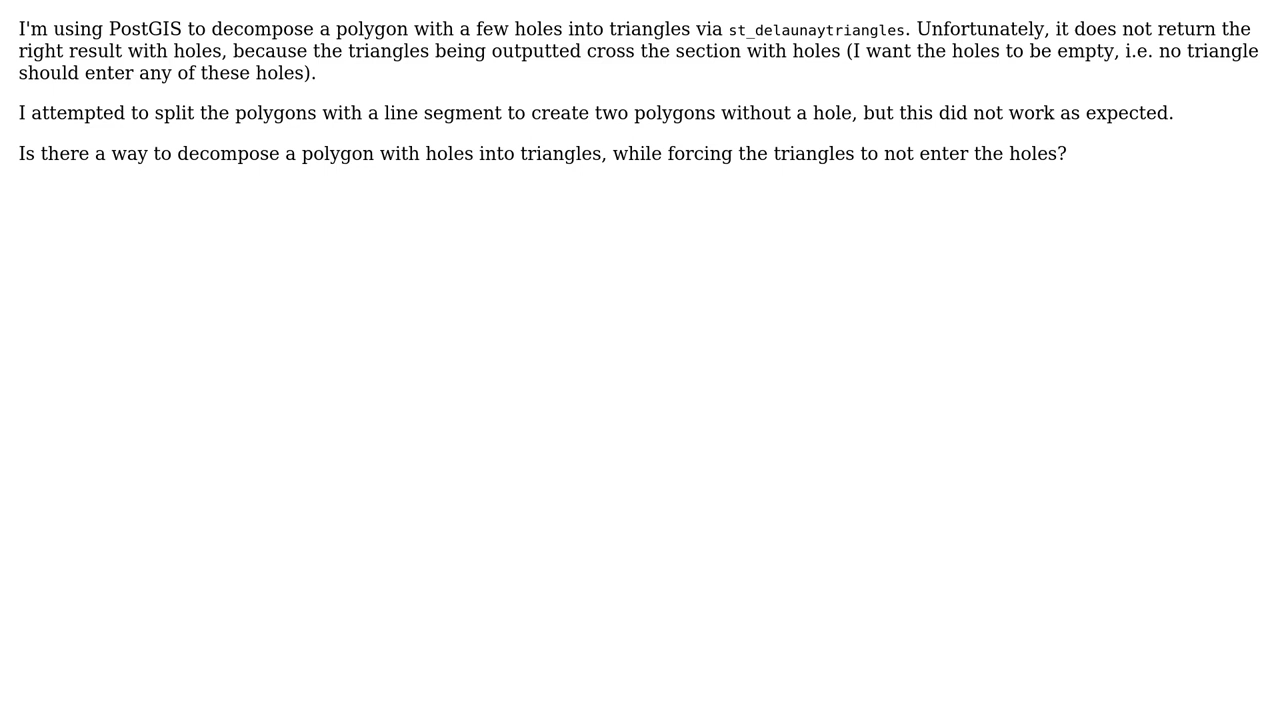 I'm using PostGIS to decompose a polygon with a few holes into triangles via st_delaunaytriangles. Unfortunately, it does not return the
right result with holes, because the triangles being outputted cross the section with holes (I want the holes to be empty, i.e. no triangle
should enter any of these holes).
I attempted to split the polygons with a line segment to create two polygons without a hole, but this did not work as expected.
Is there a way to decompose a polygon with holes into triangles, while forcing the triangles to not enter the holes?